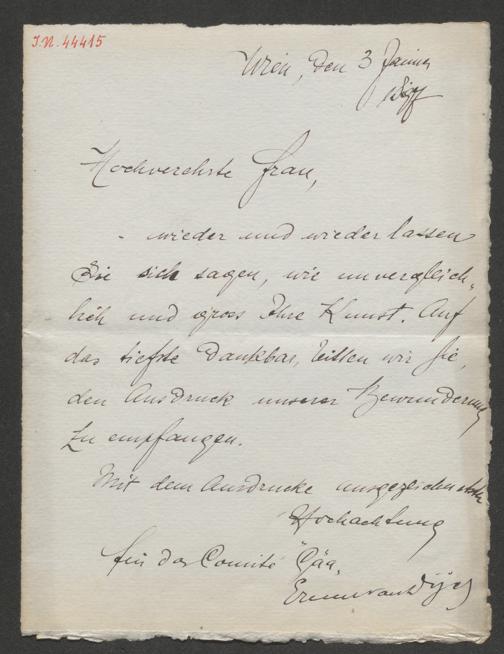 J.N. 44415
Wien, den 3 Jänner
Hochverehrte Frau,
- wieder und wieder lassen
Sie sich sagen, wie unvergleich-
lich und gross Ihre Kunst. Auf
das tiefste Dankbar, bitten wir Sie,
den Ausdruck unserer Bewunderung
zu empfangen.
Mit dem Ausdrucke ausgezeichnetster
Hochachtung
für das Comité